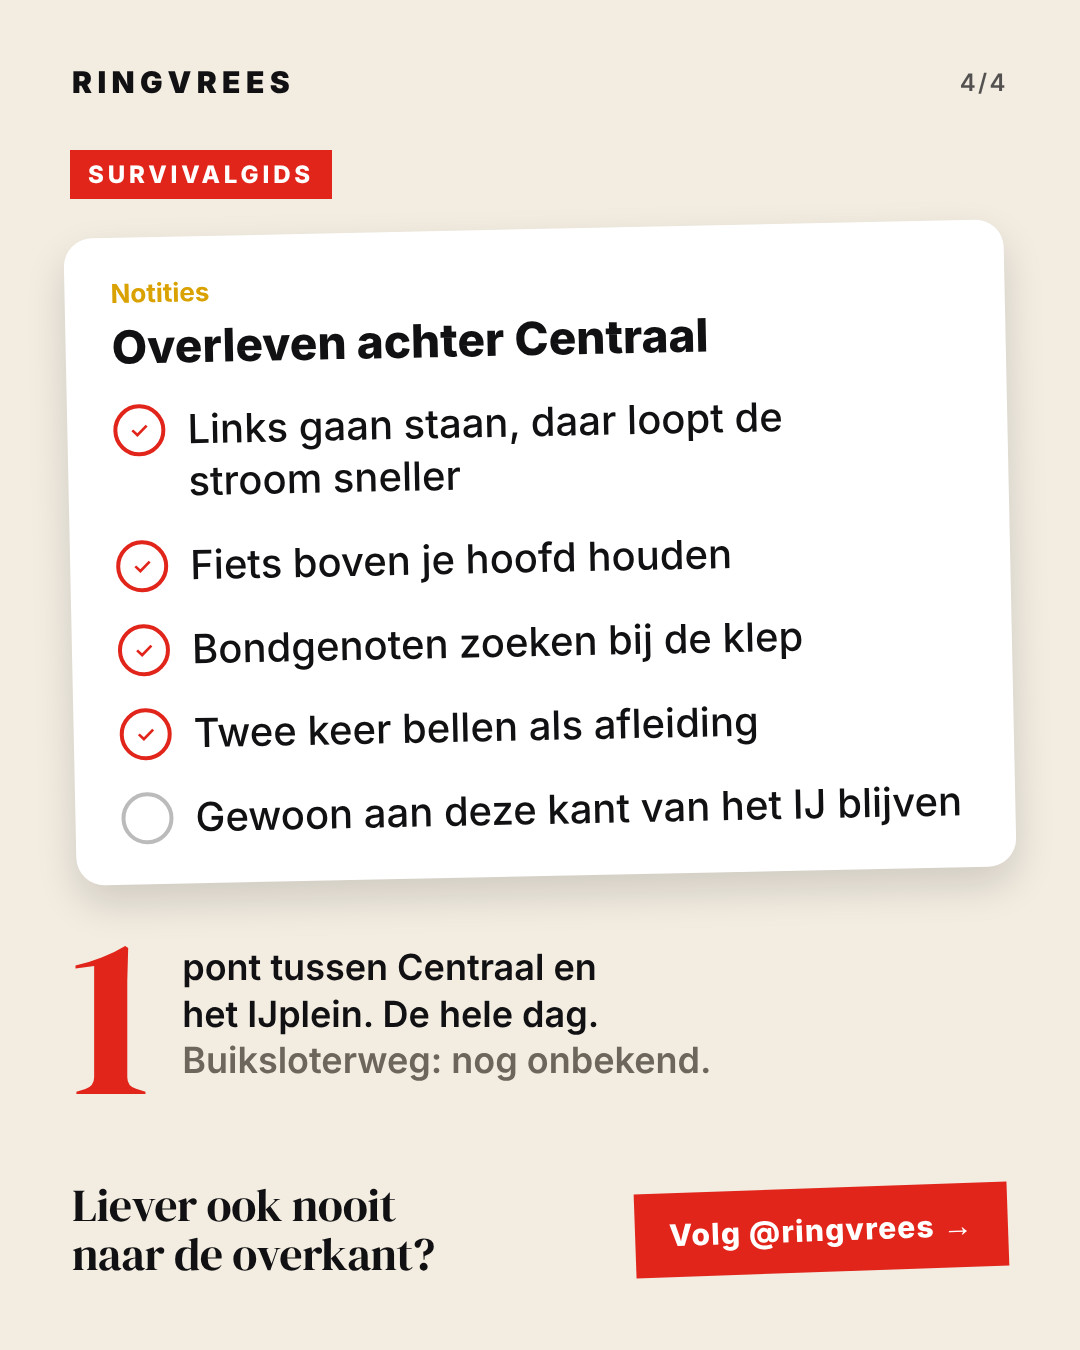 RINGVREES
4/4
SURVIVALGIDS
Notities
Overleven achter Centraal
Links gaan staan, daar loopt de
stroom sneller
Fiets boven je hoofd houden
Bondgenoten zoeken bij de klep
Twee keer bellen als afleiding
Gewoon aan deze kant van het IJ blijven
1
pont tussen Centraal en
het IJplein. De hele dag.
Buiksloterweg: nog onbekend.
Liever ook nooit
naar de overkant?
Volg @ringvrees →